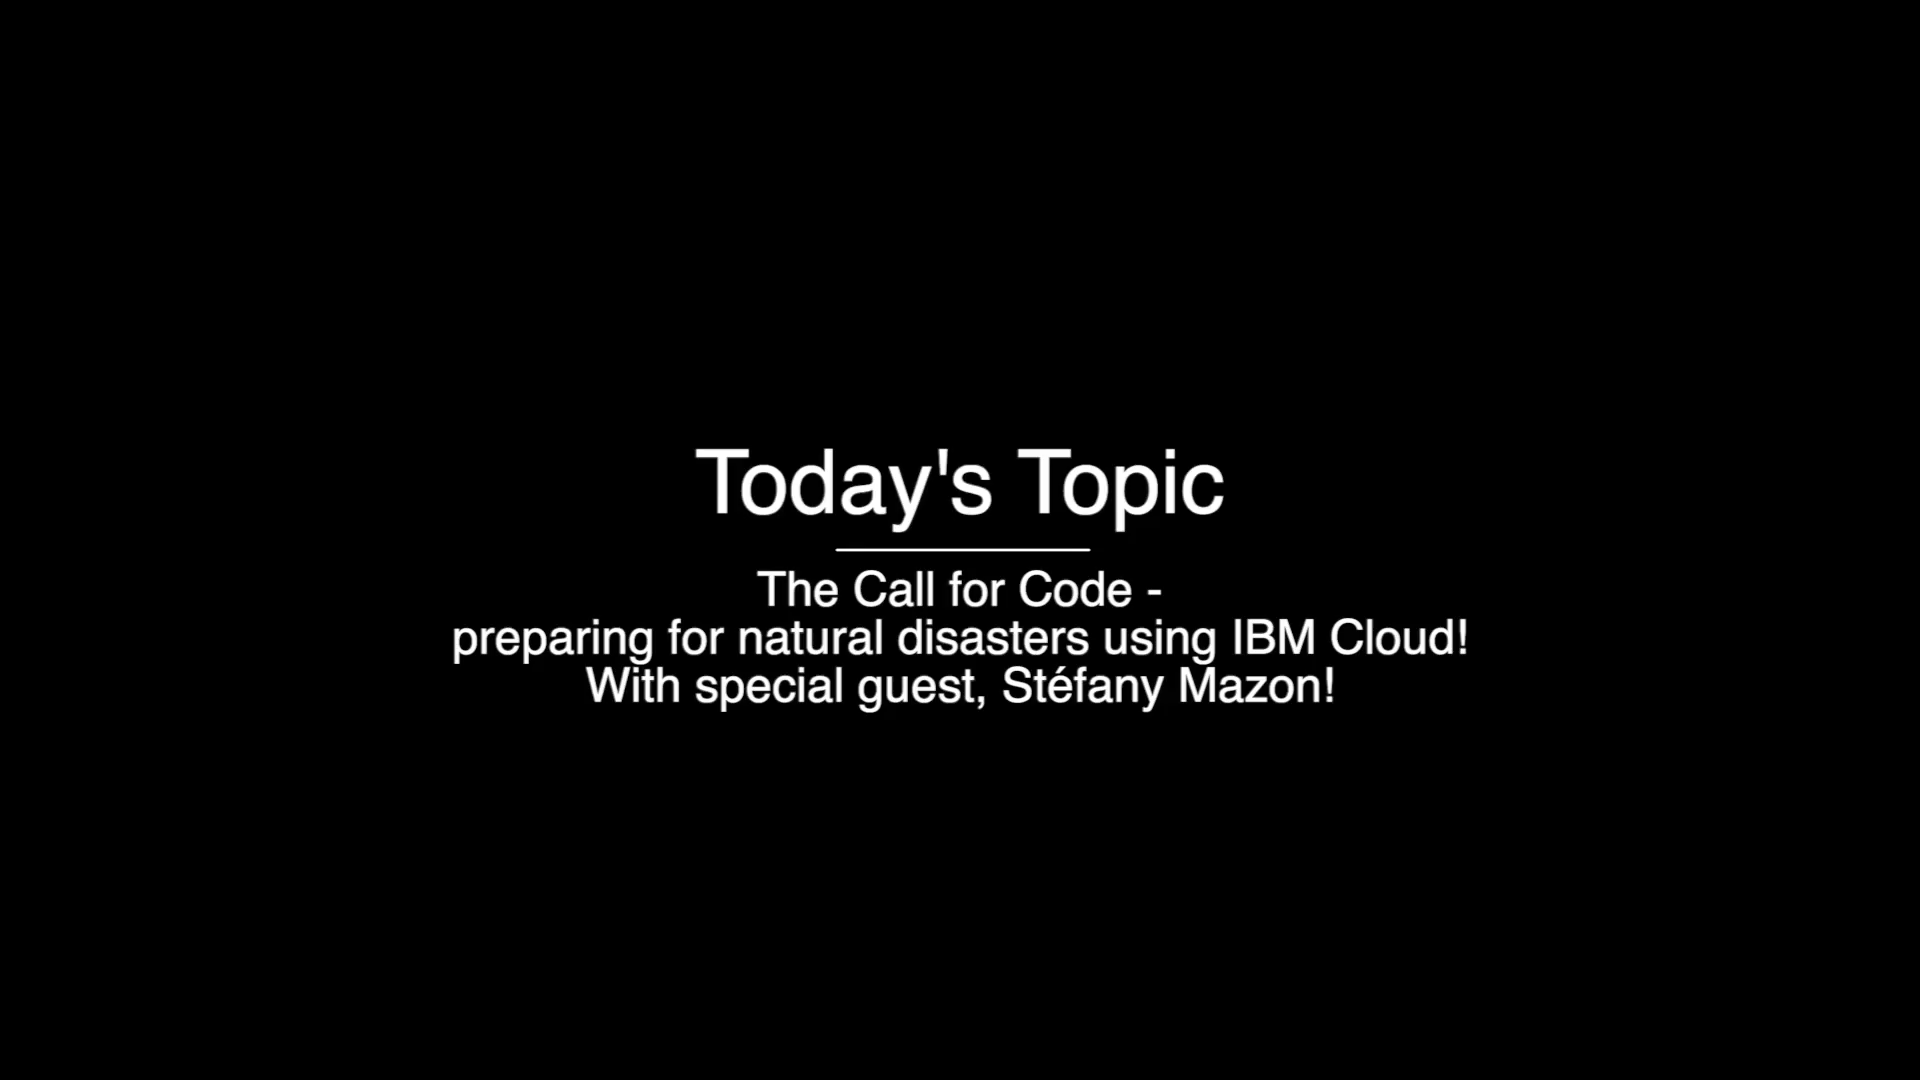 Today's Topic
The Call for Code -
preparing for natural disasters using IBM Cloud!
With special guest, Stéfany Mazon!